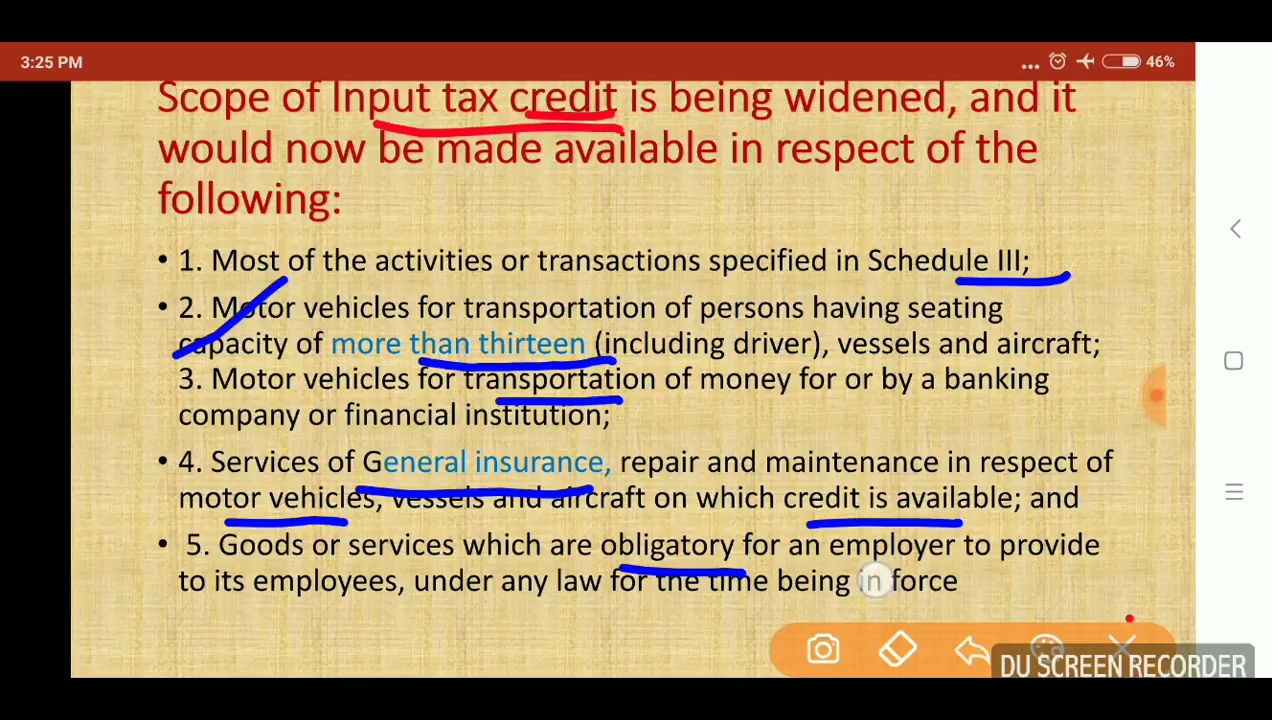 3:25 PM
... 46%
Scope of Input tax credit is being widened, and it
would now be made available in respect of the
following:
• 1. Most of the activities or transactions specified in Schedule III;
• 2. Motor vehicles for transportation of persons having seating
capacity of more than thirteen (including driver), vessels and aircraft;
3. Motor vehicles for transportation of money for or by a banking
company or financial institution;
• 4. Services of General insurance, repair and maintenance in respect of
motor vehicles, vessels and aircraft on which credit is available; and
• 5. Goods or services which are obligatory for an employer to provide
to its employees, under any law for the time being in force
DU SCREEN RECORDER